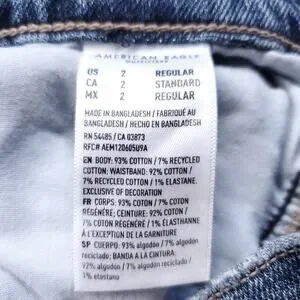 AMERICAN EAGLE
OUTFITTERS
US 2 REGULAR
CA 2 STANDARD
MX 2 REGULAR
MADE IN BANGLADESH / FABRIQUÉ AU
BANGLADESH / HECHO EN BANGLADESH
RN 54485 / CA 03873
RFC# AEM120605U9A
EN BODY: 93% COTTON / 7% RECYCLED
COTTON; WAISTBAND: 92% COTTON /
7% RECYCLED COTTON / 1% ELASTANE.
EXCLUSIVE OF DECORATION
FR CORPS: 93% COTON / 7% COTON
RÉGÉNÉRÉ; CEINTURE: 92% COTON /
7% COTON RÉGÉNÉRÉ / 1% ÉLASTHANNE
À L'EXCEPTION DE LA GARNITURE
SP CUERPO: 93% algodón / 7% algodón
reciclado; BANDA A LA CINTURA:
92% algodón / 7% algodón reciclado /
1% elastano